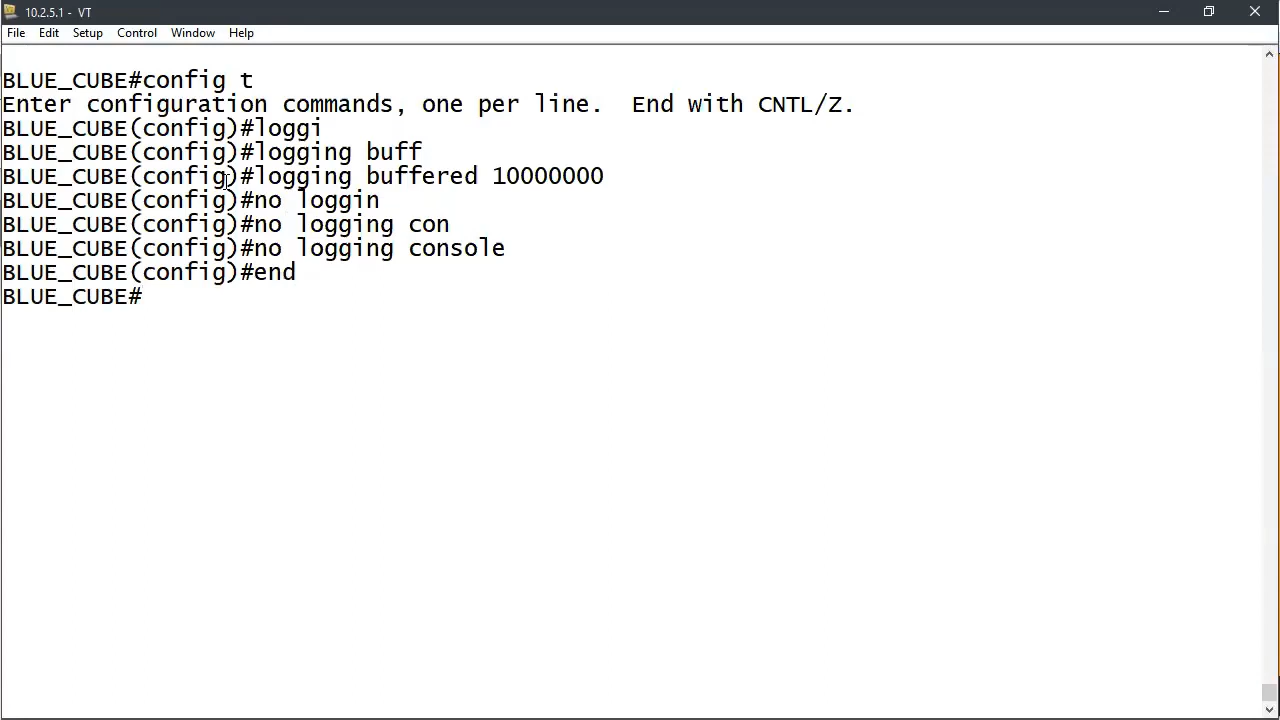 10.2.5.1 - VT
File Edit Setup Control Window Help
BLUE_CUBE#config t
Enter configuration commands, one per line.  End with CNTL/Z.
BLUE_CUBE(config)#loggi
BLUE_CUBE(config)#logging buff
BLUE_CUBE(config)#logging buffered 10000000
BLUE_CUBE(config)#no loggin
BLUE_CUBE(config)#no logging con
BLUE_CUBE(config)#no logging console
BLUE_CUBE(config)#end
BLUE_CUBE#